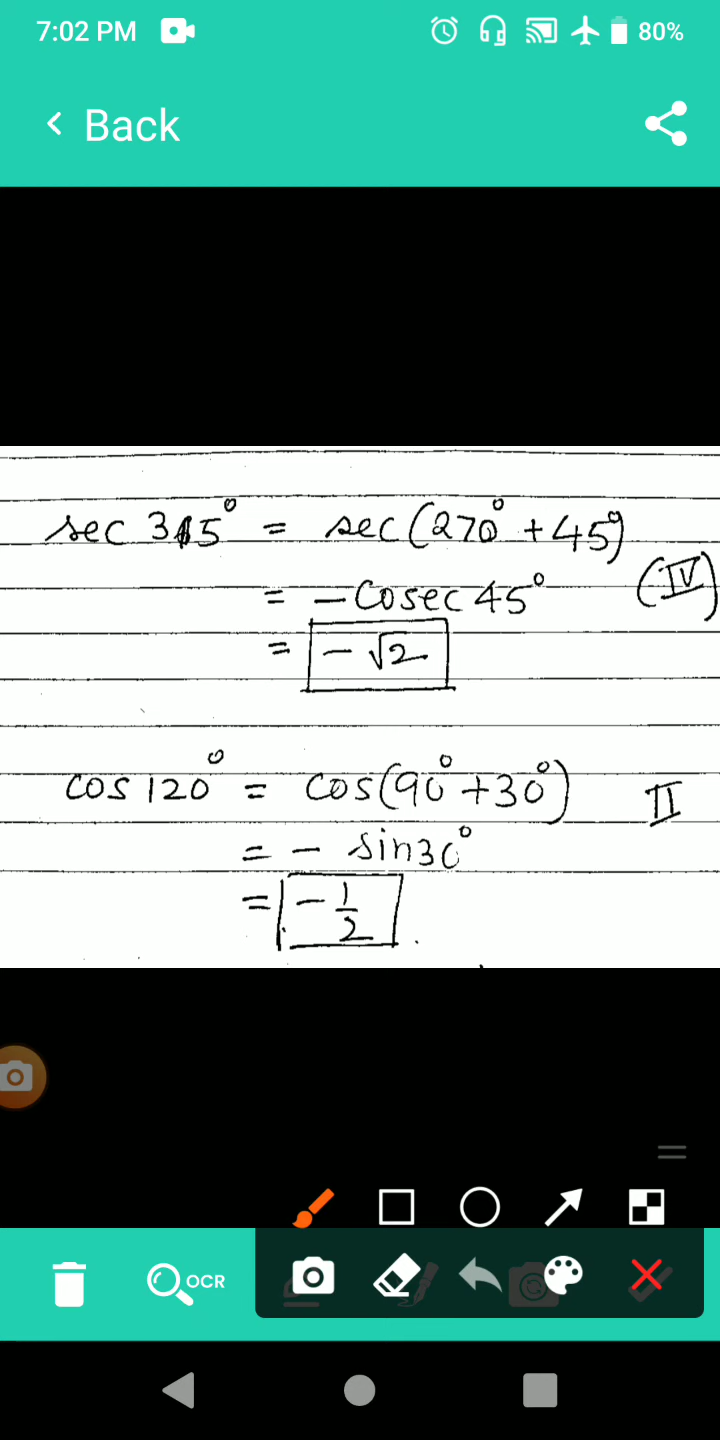 7:02 PM 80%
Back
sec 315° = sec(270° + 45°)
= - cosec 45° (IV)
= - √2
cos 120° = cos(90° + 30°) II
= - sin30°
= - 1/2 .
OCR